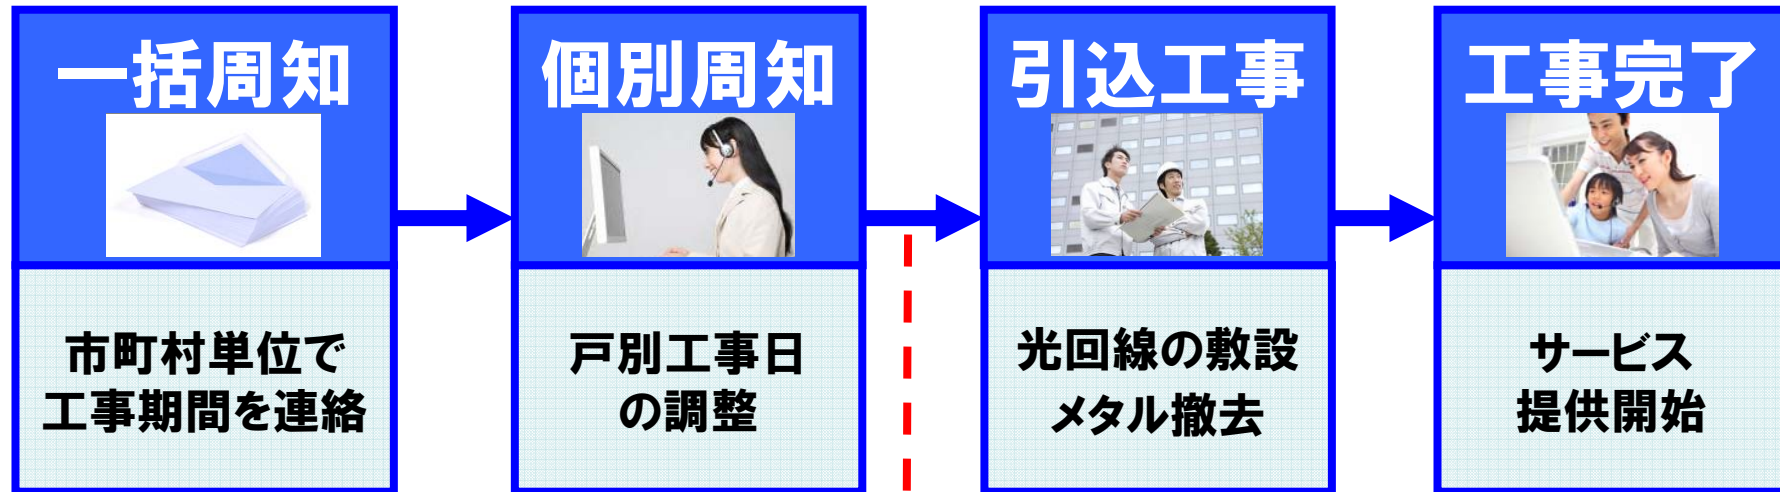 一括周知
市町村単位で
工事期間を連絡
個別周知
戸別工事日
の調整
引込工事
光回線の敷設
メタル撤去
工事完了
サービス
提供開始